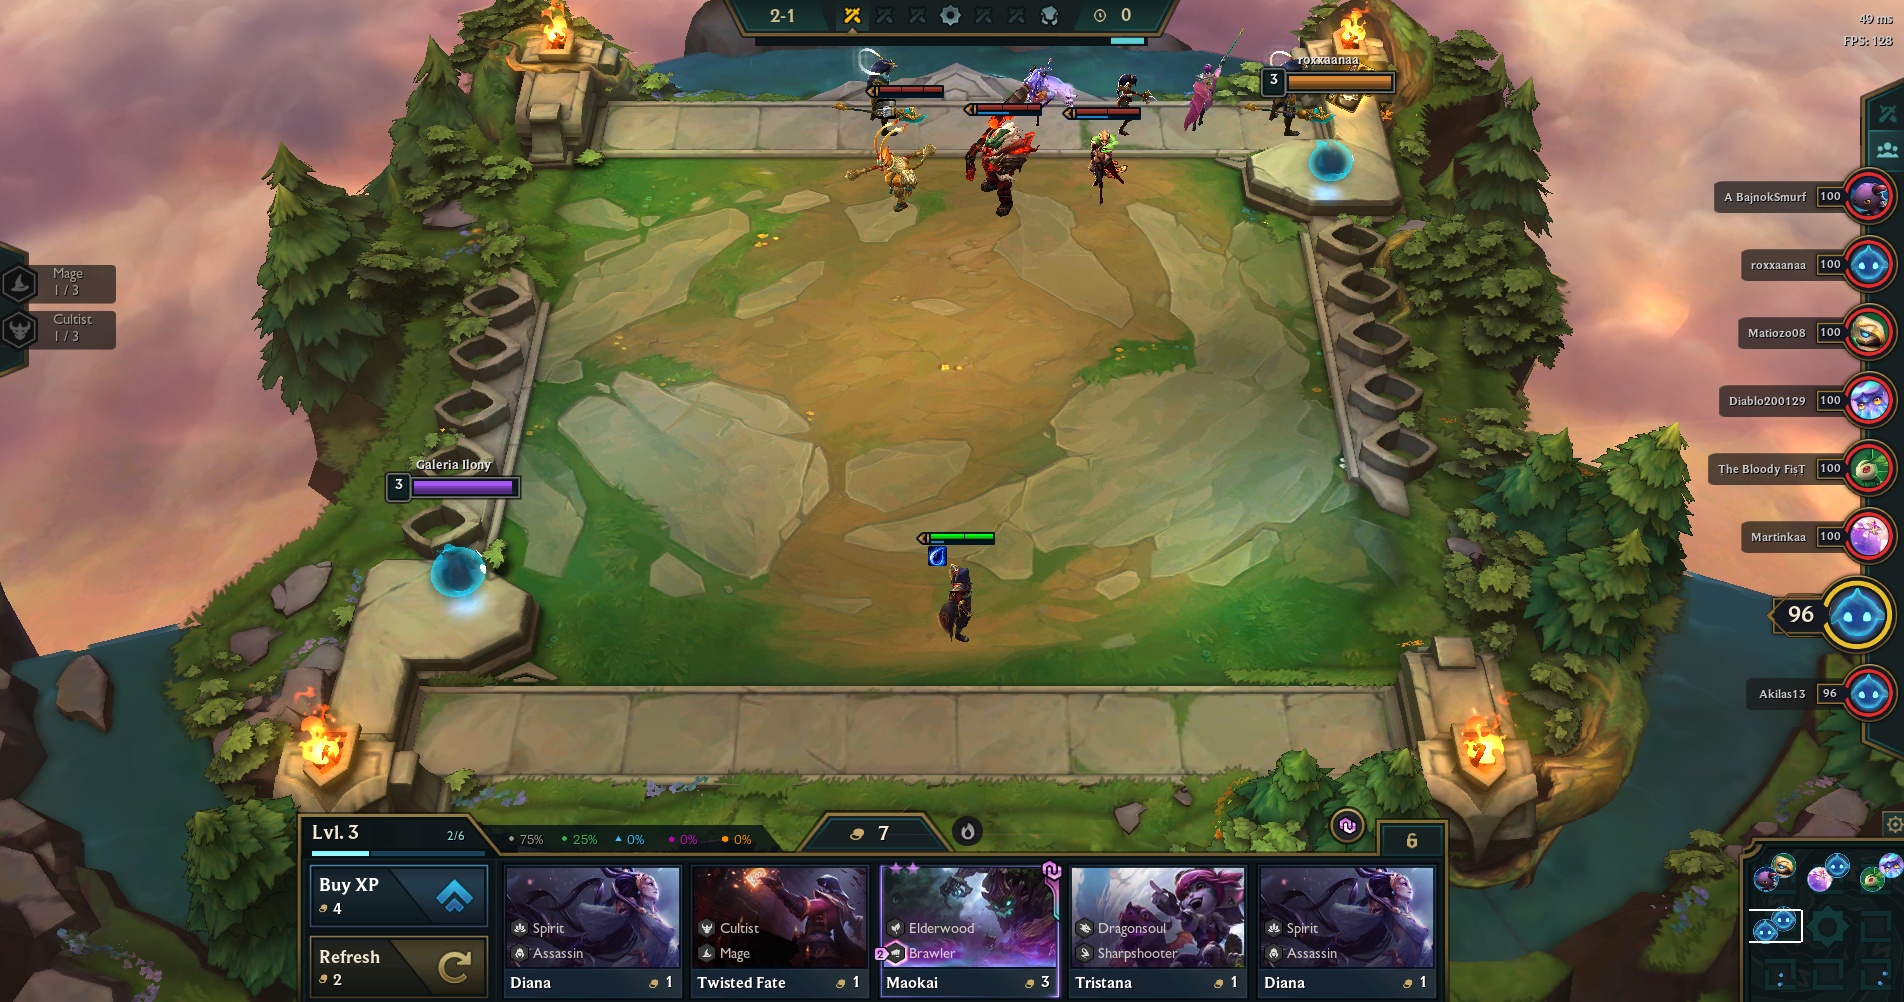 2-1
0
49 ms
FPS: 128
roxxaanaa
3
Mage
1 / 3
Cultist
1 / 3
A BajnokSmurf 100
roxxaanaa 100
Matiozo08 100
Diablo200129 100
The Bloody FisT 100
Martinkaa 100
96
Akilas13 96
Galeria Ilony
3
Lvl. 3
2/6
75%
25%
0%
0%
0%
7
6
Buy XP
4
Refresh
2
Spirit
Assassin
Diana 1
Cultist
Mage
Twisted Fate 1
Elderwood
2 Brawler
Maokai 3
Dragonsoul
Sharpshooter
Tristana 1
Spirit
Assassin
Diana 1